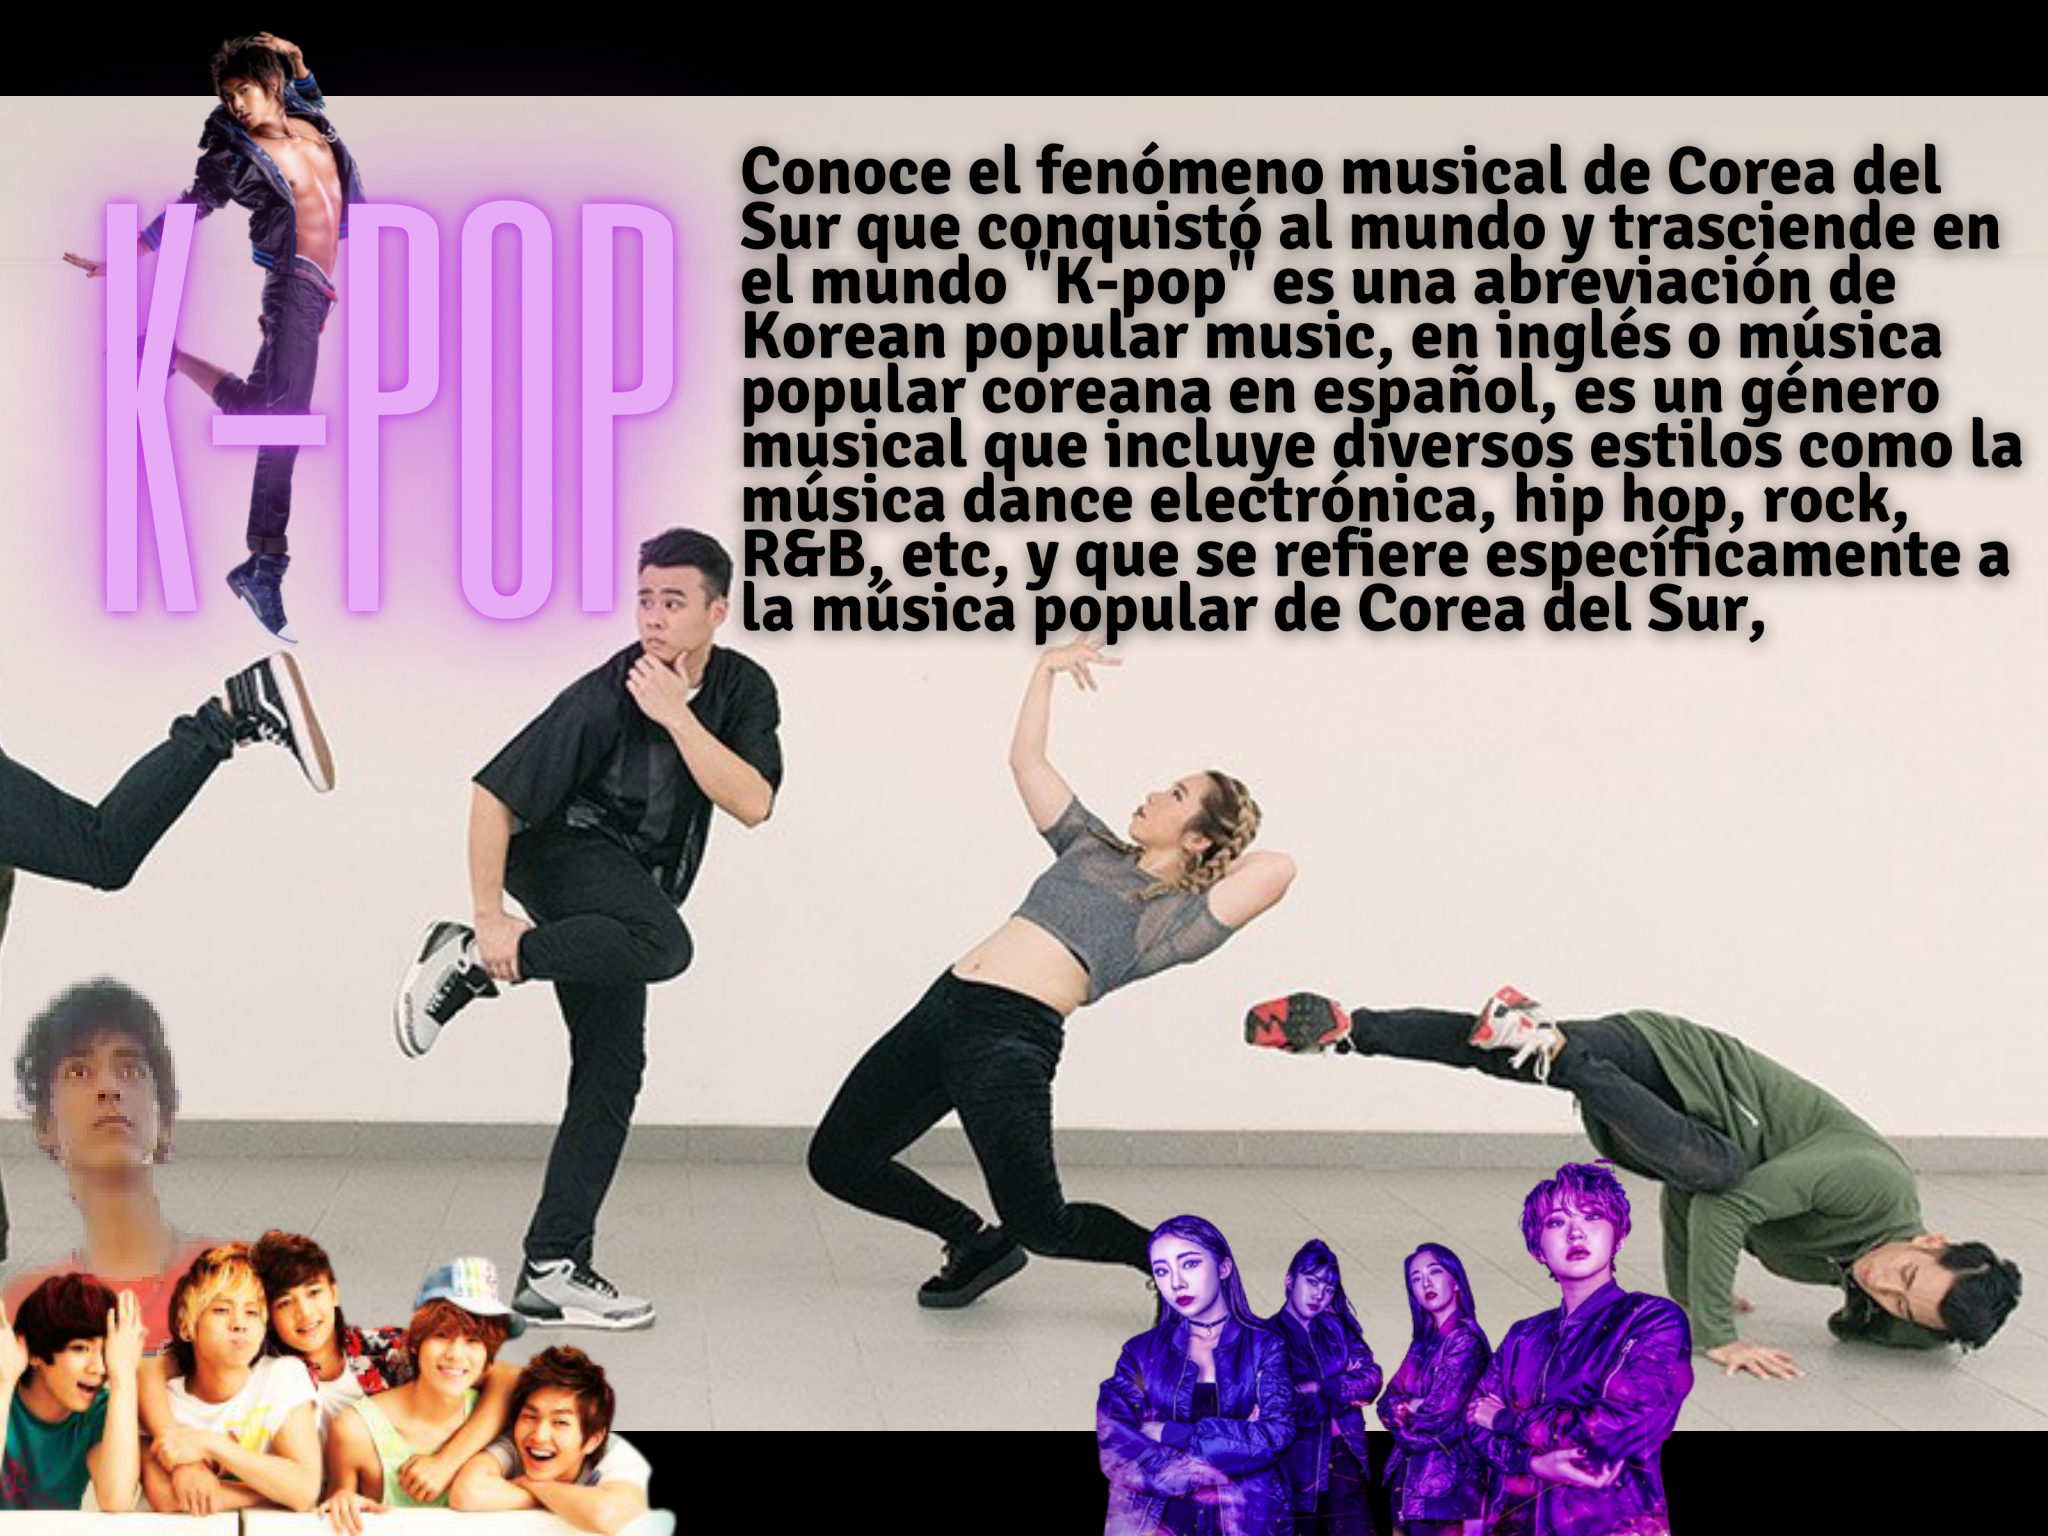 K-POP
Conoce el fenómeno musical de Corea del
Sur que conquistó al mundo y trasciende en
el mundo "K-pop" es una abreviación de
Korean popular music, en inglés o música
popular coreana en español, es un género
musical que incluye diversos estilos como la
música dance electrónica, hip hop, rock,
R&B, etc, y que se refiere específicamente a
la música popular de Corea del Sur,